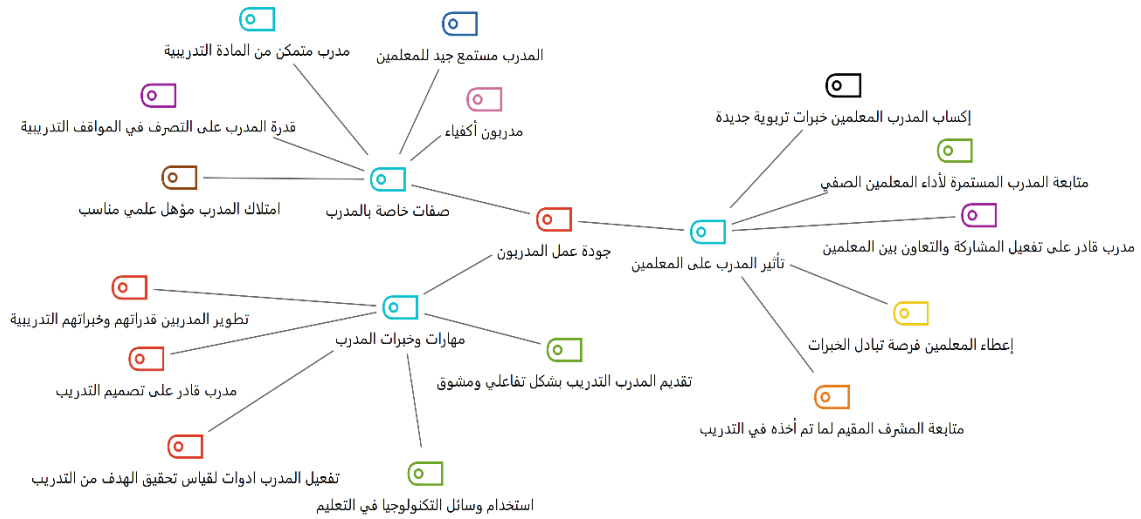 مدرب متمكن من المادة التدريبية
المدرب مستمع جيد للمعلمين
قدرة المدرب على التصرف في المواقف التدريبية
مدربون أكفياء
امتلاك المدرب مؤهل علمي مناسب
صفات خاصة بالمدرب
جودة عمل المدربون
إكساب المدرب المعلمين خبرات تربوية جديدة
متابعة المدرب المستمرة لأداء المعلمين الصفي
مدرب قادر على تفعيل المشاركة والتعاون بين المعلمين
تأثير المدرب على المعلمين
إعطاء المعلمين فرصة تبادل الخبرات
متابعة المشرف المقيم لما تم أخذه في التدريب
تطوير المدربين قدراتهم وخبراتهم التدريبية
مهارات وخبرات المدرب
مدرب قادر على تصميم التدريب
تقديم المدرب التدريب بشكل تفاعلي ومشوق
تفعيل المدرب ادوات لقياس تحقيق الهدف من التدريب
استخدام وسائل التكنولوجيا في التعليم